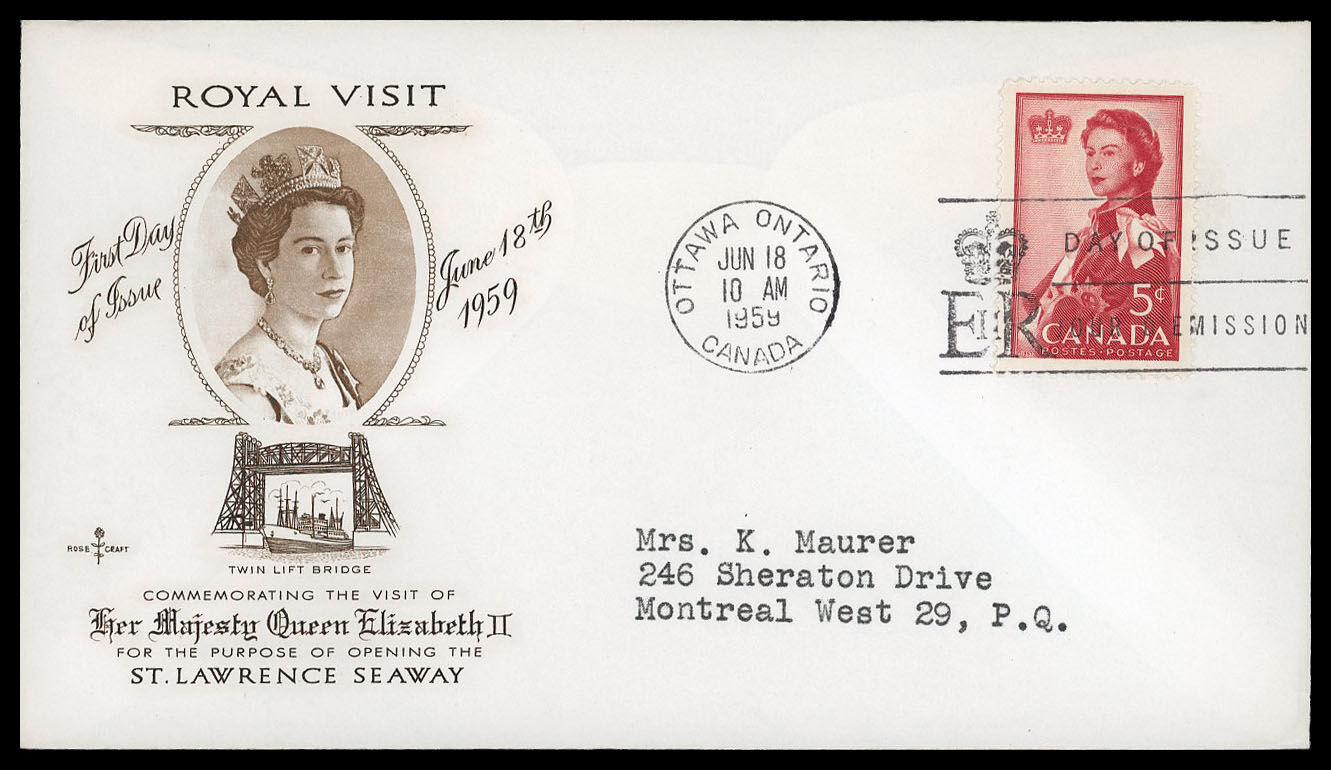 ROYAL VISIT
First Day
of Issue
June 18th
1959
ROSE CRAFT
TWIN LIFT BRIDGE
COMMEMORATING THE VISIT OF
Her Majesty Queen Elizabeth II
FOR THE PURPOSE OF OPENING THE
ST. LAWRENCE SEAWAY
OTTAWA ONTARIO
JUN 18
10 AM
1959
CANADA
DAY OF ISSUE
EIIR
JOUR D'EMISSION
5¢
CANADA
POSTES-POSTAGE
Mrs. K. Maurer
246 Sheraton Drive
Montreal West 29, P.Q.